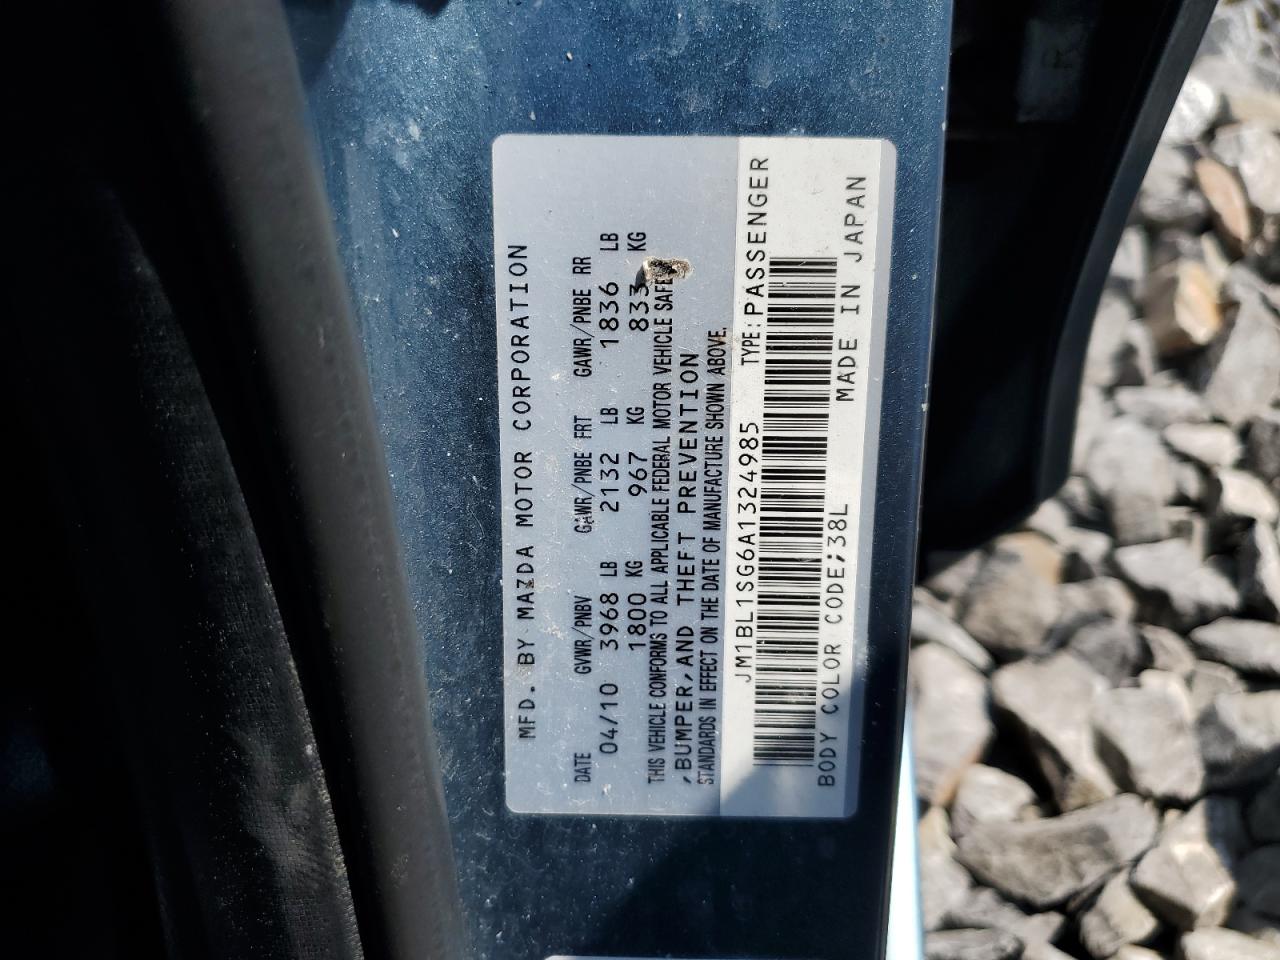 MFD. BY MAZDA MOTOR CORPORATION
DATE GVWR/PNBV GAWR/PNBE FRT GAWR/PNBE RR
04/10 3968 LB 2132 LB 1836 LB
1800 KG 967 KG 833 KG
THIS VEHICLE CONFORMS TO ALL APPLICABLE FEDERAL MOTOR VEHICLE SAFE
,BUMPER, AND THEFT PREVENTION
STANDARDS IN EFFECT ON THE DATE OF MANUFACTURE SHOWN ABOVE.
JM1BL1SG6A1324985 TYPE:PASSENGER
BODY COLOR CODE;38L MADE IN JAPAN